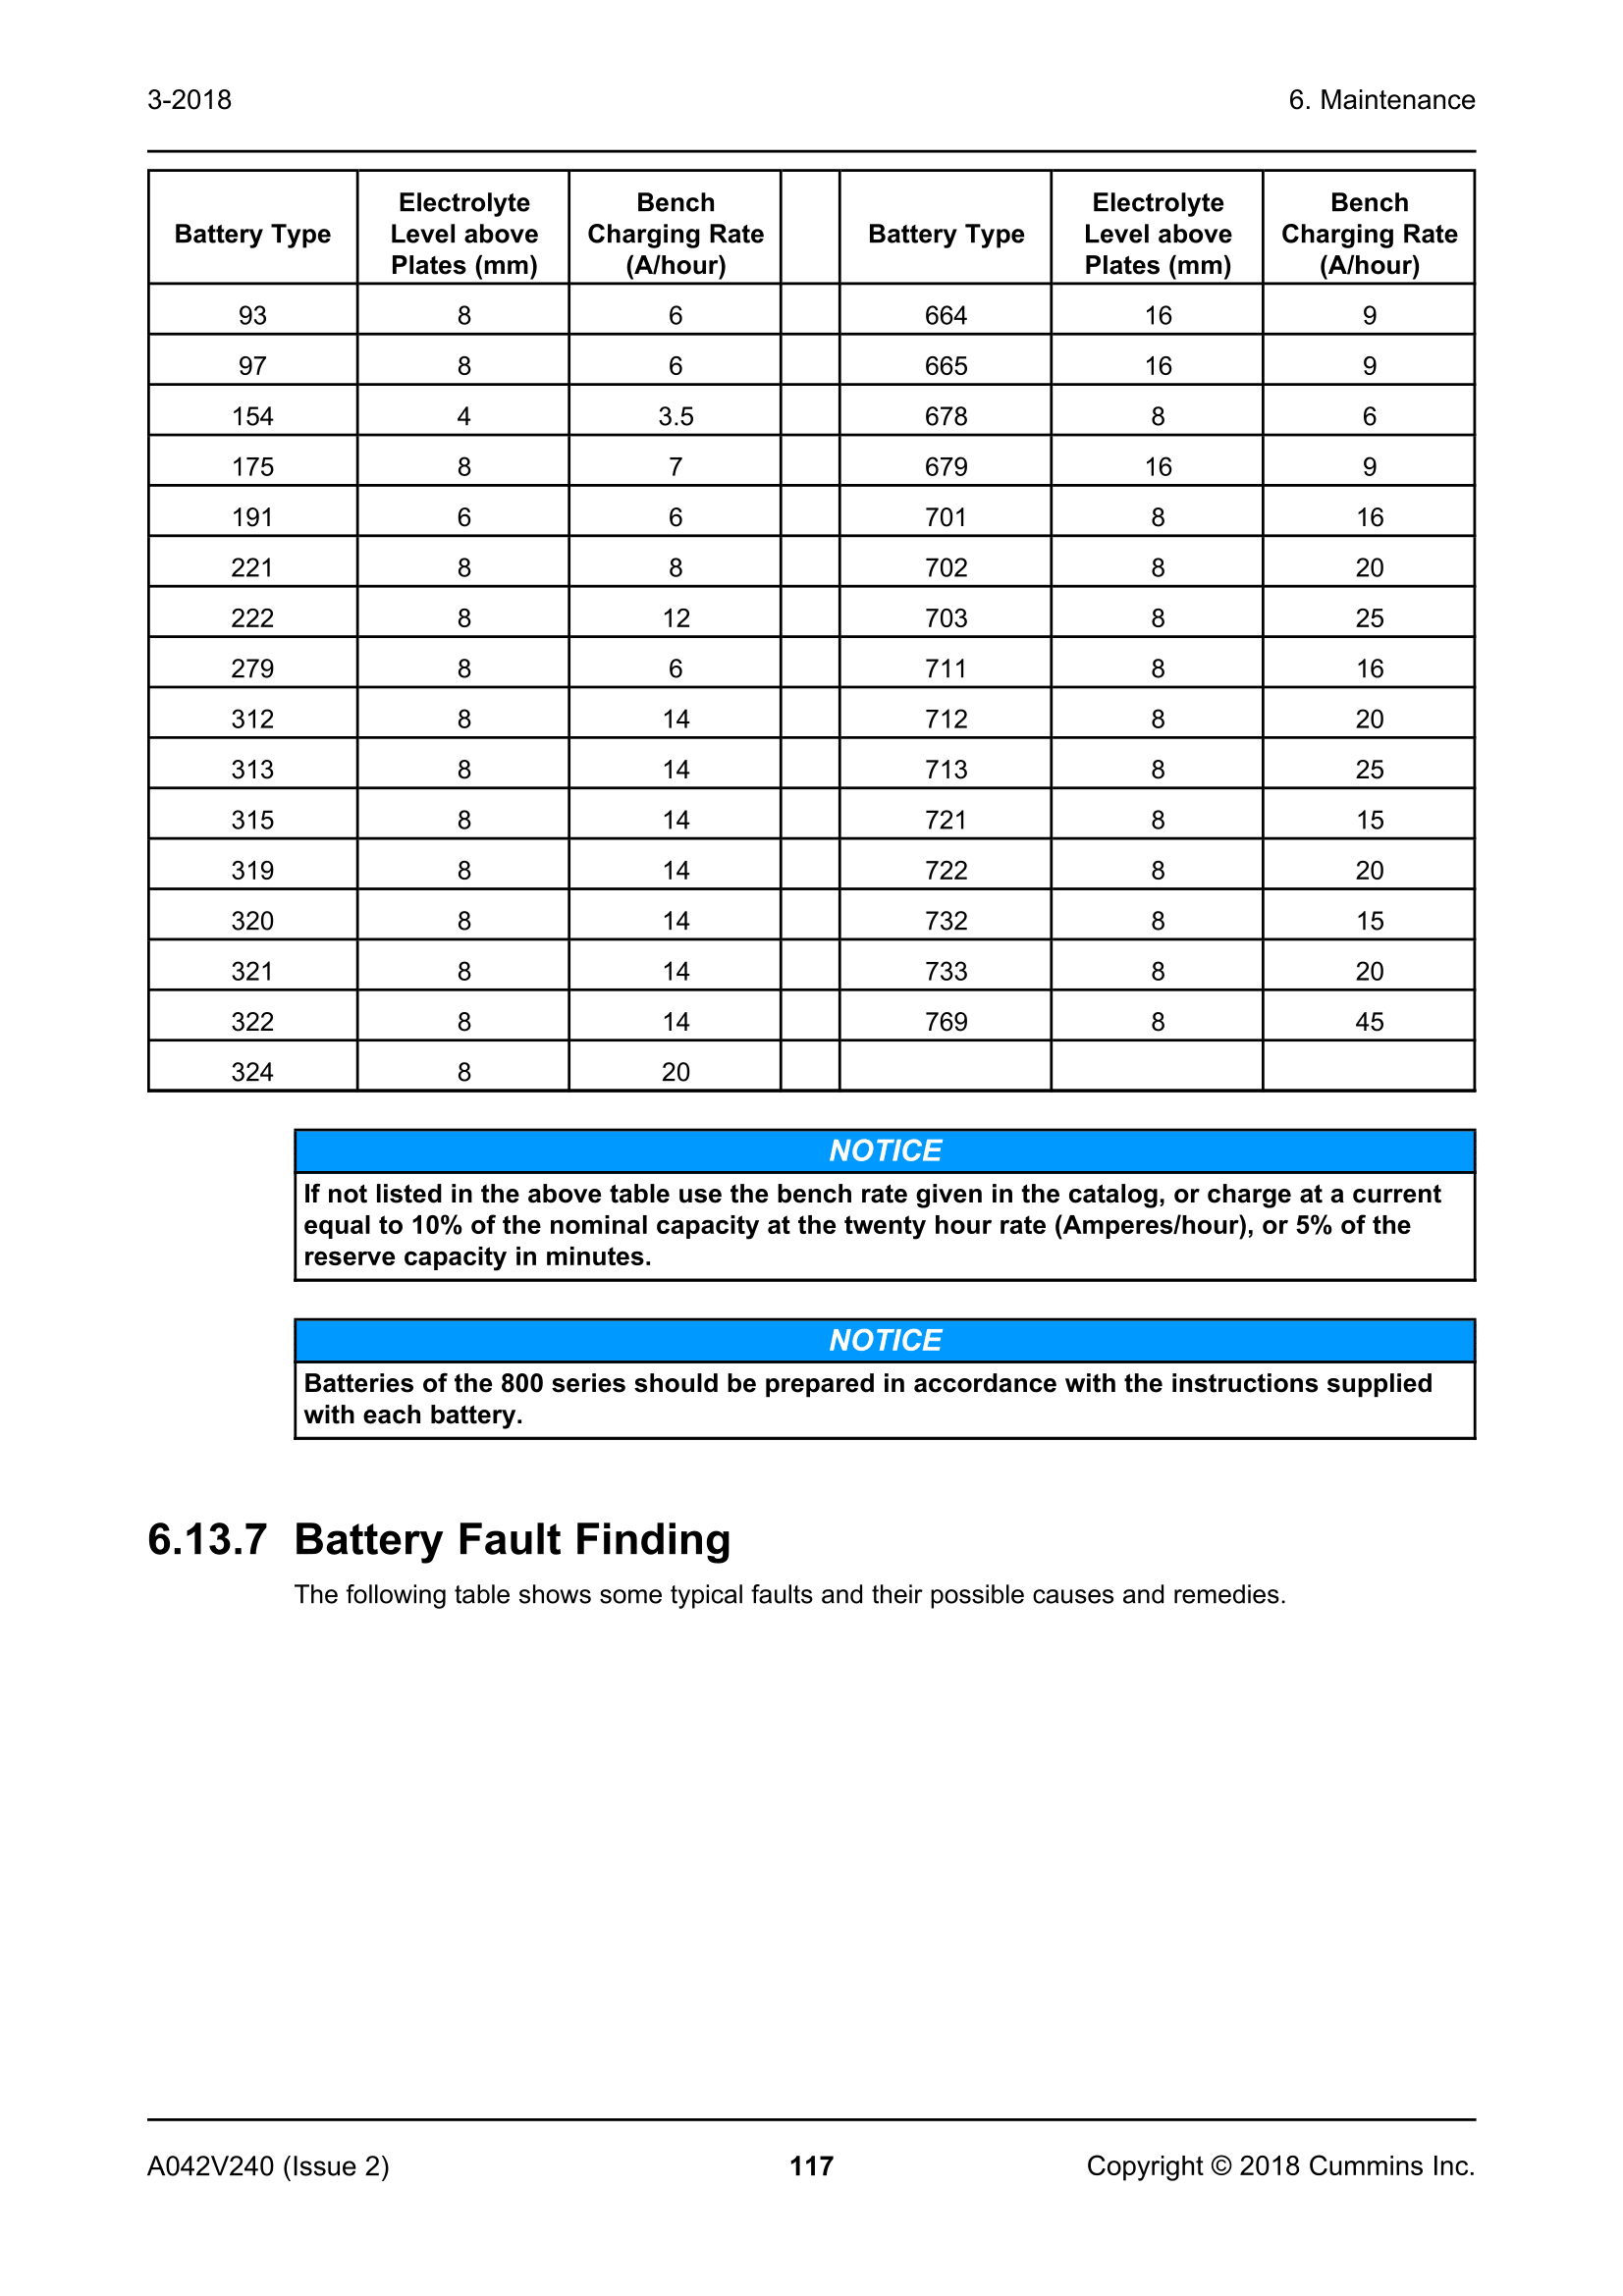 3-2018 6. Maintenance
Battery Type Electrolyte Level above Plates (mm) Bench Charging Rate (A/hour) Battery Type Electrolyte Level above Plates (mm) Bench Charging Rate (A/hour)
93 8 6 664 16 9
97 8 6 665 16 9
154 4 3.5 678 8 6
175 8 7 679 16 9
191 6 6 701 8 16
221 8 8 702 8 20
222 8 12 703 8 25
279 8 6 711 8 16
312 8 14 712 8 20
313 8 14 713 8 25
315 8 14 721 8 15
319 8 14 722 8 20
320 8 14 732 8 15
321 8 14 733 8 20
322 8 14 769 8 45
324 8 20
NOTICE
If not listed in the above table use the bench rate given in the catalog, or charge at a current
equal to 10% of the nominal capacity at the twenty hour rate (Amperes/hour), or 5% of the
reserve capacity in minutes.
NOTICE
Batteries of the 800 series should be prepared in accordance with the instructions supplied
with each battery.
6.13.7 Battery Fault Finding
The following table shows some typical faults and their possible causes and remedies.
A042V240 (Issue 2) 117 Copyright © 2018 Cummins Inc.